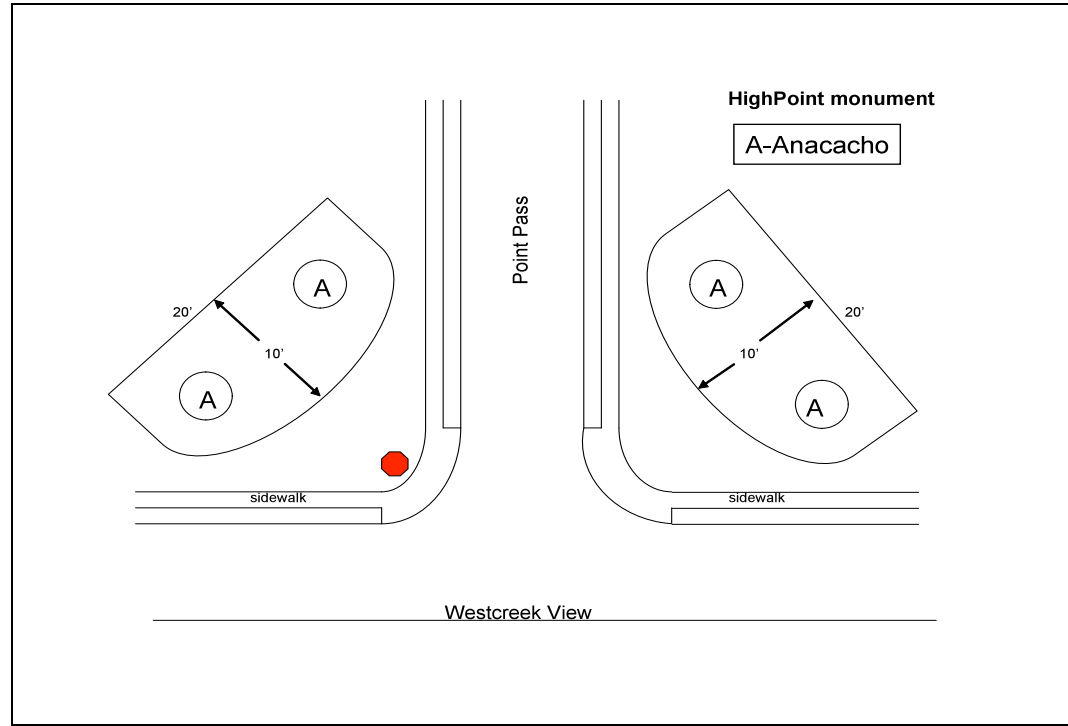 HighPoint monument
A-Anacacho
Point Pass
A
A
20'
10'
A
A
20'
10'
sidewalk
sidewalk
Westcreek View